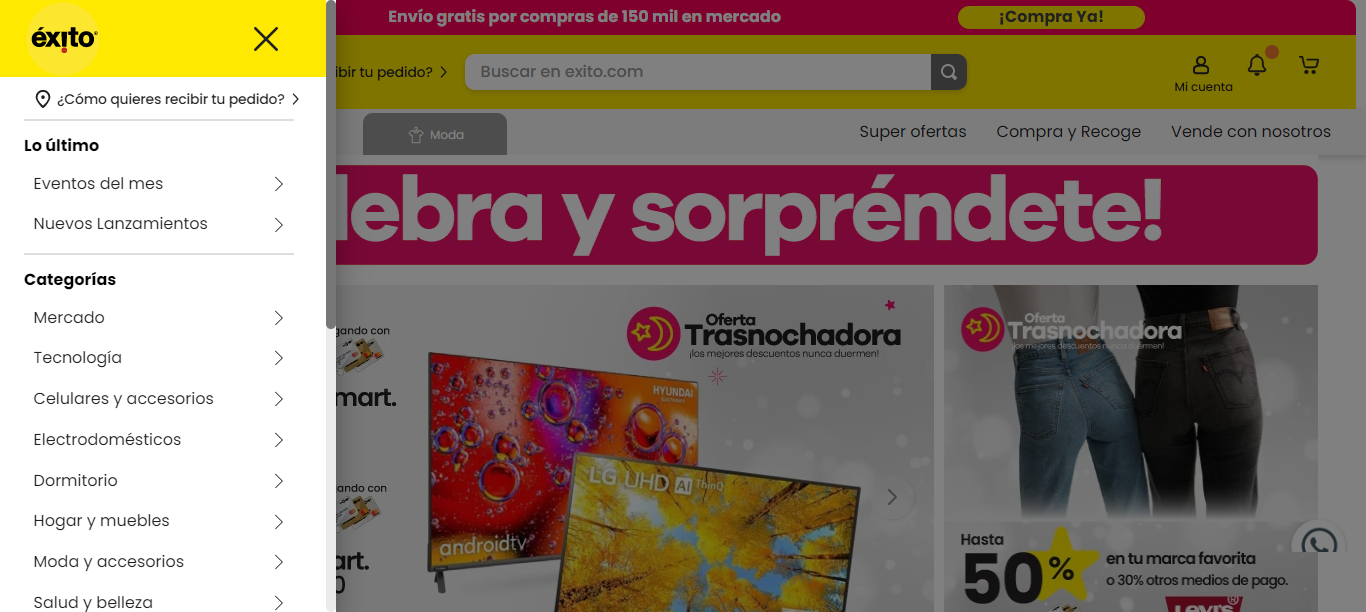 éxito
¿Cómo quieres recibir tu pedido?
Lo último
Eventos del mes
Nuevos Lanzamientos
Categorías
Mercado
Tecnología
Celulares y accesorios
Electrodomésticos
Dormitorio
Hogar y muebles
Moda y accesorios
Salud y belleza
Envío gratis por compras de 150 mil en mercado
¡Compra Ya!
ibir tu pedido?
Buscar en exito.com
Mi cuenta
Moda
Super ofertas
Compra y Recoge
Vende con nosotros
lebra y sorpréndete!
gando con
mart.
ando con
art.
0
Oferta
Trasnochadora
¡los mejores descuentos nunca duermen!
HYUNDAI
LG UHD AI ThinQ
androidtv
Oferta
Trasnochadora
¡los mejores descuentos nunca duermen!
Hasta
50%
en tu marca favorita
o 30% otros medios de pago.
Levi's®